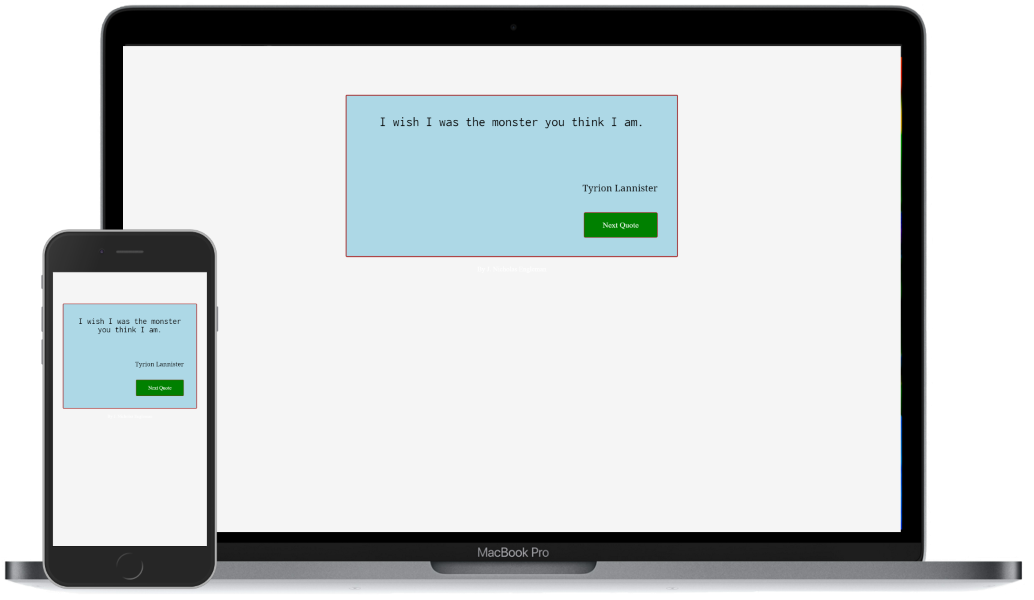 I wish I was the monster you think I am.
Tyrion Lannister
Next Quote
I wish I was the monster
you think I am.
Tyrion Lannister
Next Quote
MacBook Pro